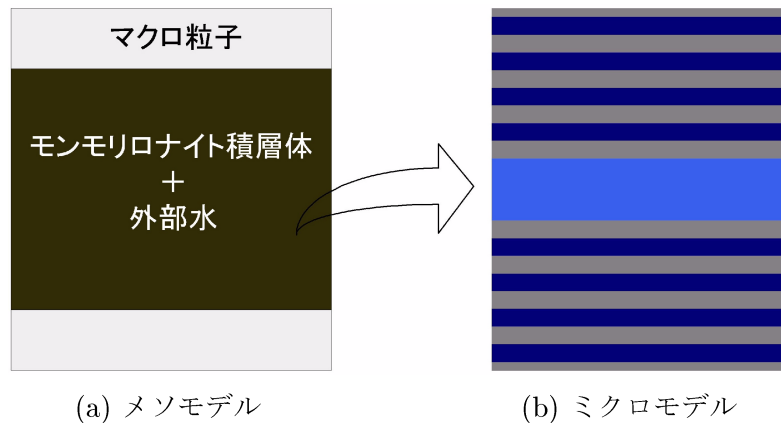 マクロ粒子
モンモリロナイト積層体
+
外部水
(a) メソモデル
(b) ミクロモデル